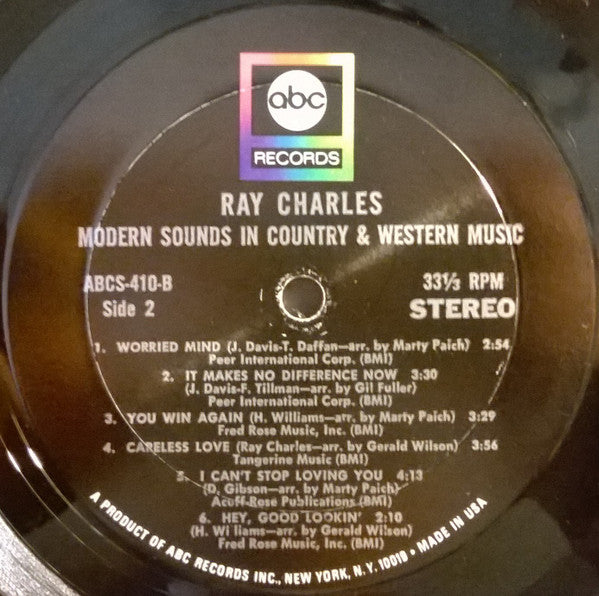 abc
RECORDS
RAY CHARLES
MODERN SOUNDS IN COUNTRY & WESTERN MUSIC
ABCS-410-B 33⅓ RPM
Side 2 STEREO
1. WORRIED MIND (J. Davis-T. Daffan—arr. by Marty Paich) 2:54
Peer International Corp. (BMI)
2. IT MAKES NO DIFFERENCE NOW 3:30
(J. Davis-F. Tillman—arr. by Gil Fuller)
Peer International Corp. (BMI)
3. YOU WIN AGAIN (H. Williams—arr. by Marty Paich) 3:29
Fred Rose Music, Inc. (BMI)
4. CARELESS LOVE (Ray Charles—arr. by Gerald Wilson) 3:56
Tangerine Music (BMI)
5. I CAN'T STOP LOVING YOU 4:13
(D. Gibson—arr. by Marty Paich)
Acuff-Rose Publications (BMI)
6. HEY, GOOD LOOKIN' 2:10
(H. Williams—arr. by Gerald Wilson)
Fred Rose Music, Inc. (BMI)
A PRODUCT OF ABC RECORDS INC., NEW YORK, N.Y. 10019 • MADE IN USA